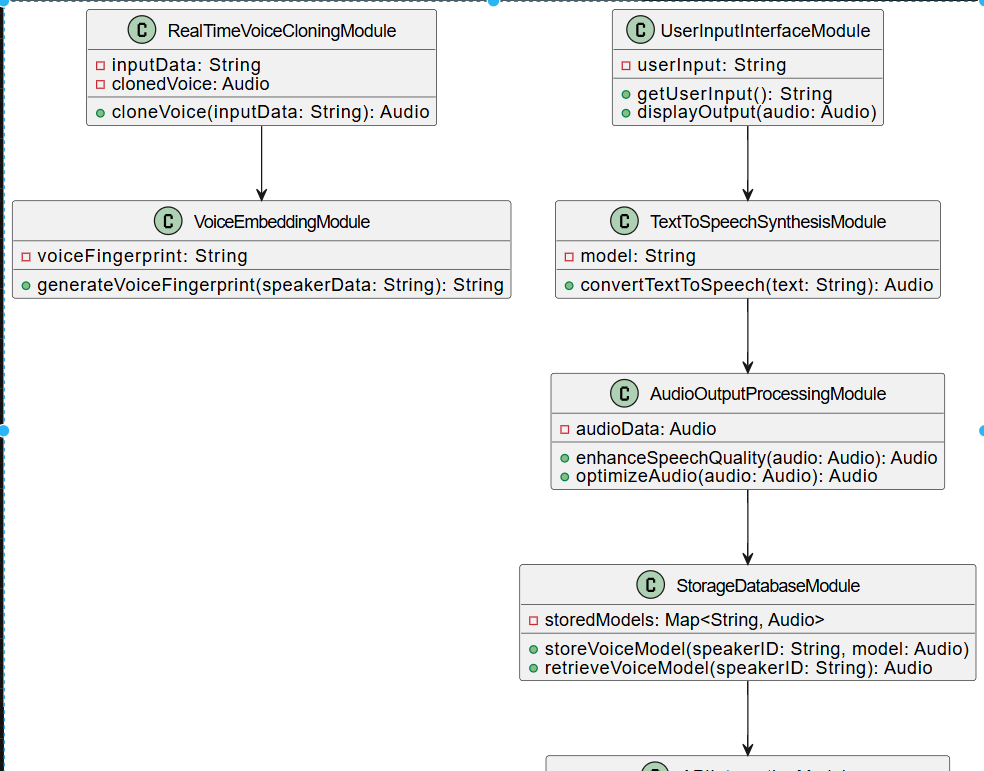 C RealTimeVoiceCloningModule
inputData: String
clonedVoice: Audio
cloneVoice(inputData: String): Audio
C UserInputInterfaceModule
userInput: String
getUserInput(): String
displayOutput(audio: Audio)
C VoiceEmbeddingModule
voiceFingerprint: String
generateVoiceFingerprint(speakerData: String): String
C TextToSpeechSynthesisModule
model: String
convertTextToSpeech(text: String): Audio
C AudioOutputProcessingModule
audioData: Audio
enhanceSpeechQuality(audio: Audio): Audio
optimizeAudio(audio: Audio): Audio
C StorageDatabaseModule
storedModels: Map<String, Audio>
storeVoiceModel(speakerID: String, model: Audio)
retrieveVoiceModel(speakerID: String): Audio